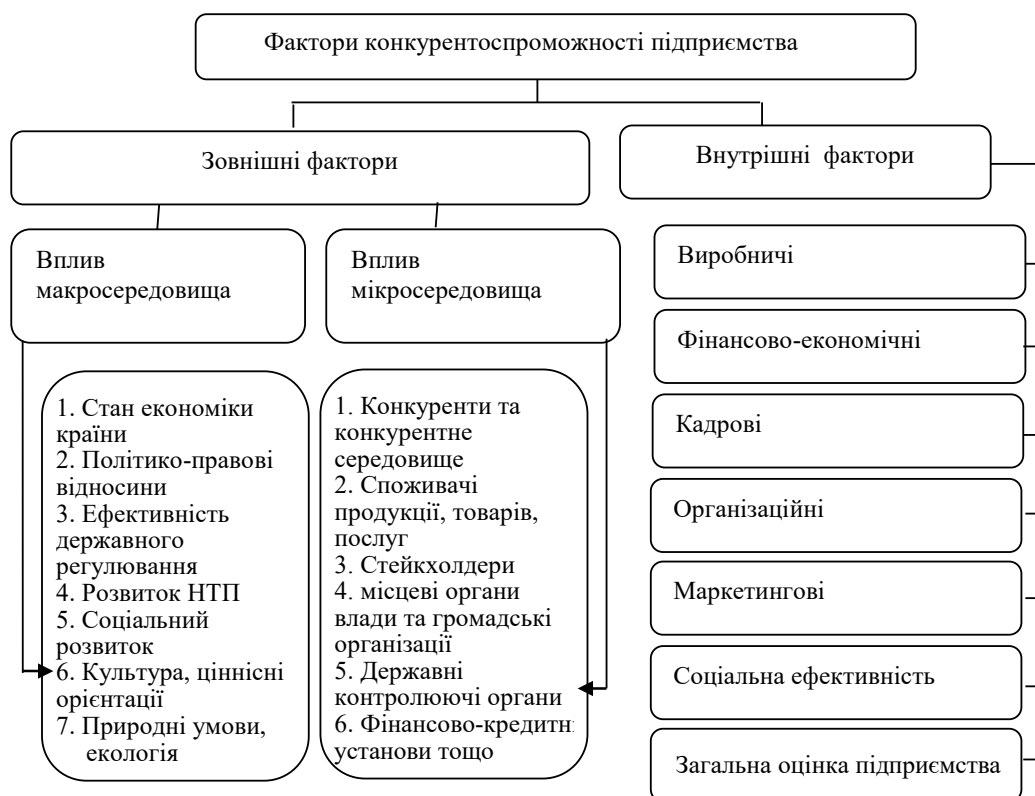 Фактори конкурентоспроможності підприємства
Зовнішні фактори
Внутрішні фактори
Вплив
макросередовища
Вплив
мікросередовища
1. Стан економіки
країни
2. Політико-правові
відносини
3. Ефективність
державного
регулювання
4. Розвиток НТП
5. Соціальний
розвиток
6. Культура, ціннісні
орієнтації
7. Природні умови,
екологія
1. Конкуренти та
конкурентне
середовище
2. Споживачі
продукції, товарів,
послуг
3. Стейкхолдери
4. місцеві органи
влади та громадські
організації
5. Державні
контролюючі органи
6. Фінансово-кредитн
установи тощо
Виробничі
Фінансово-економічні
Кадрові
Організаційні
Маркетингові
Соціальна ефективність
Загальна оцінка підприємства